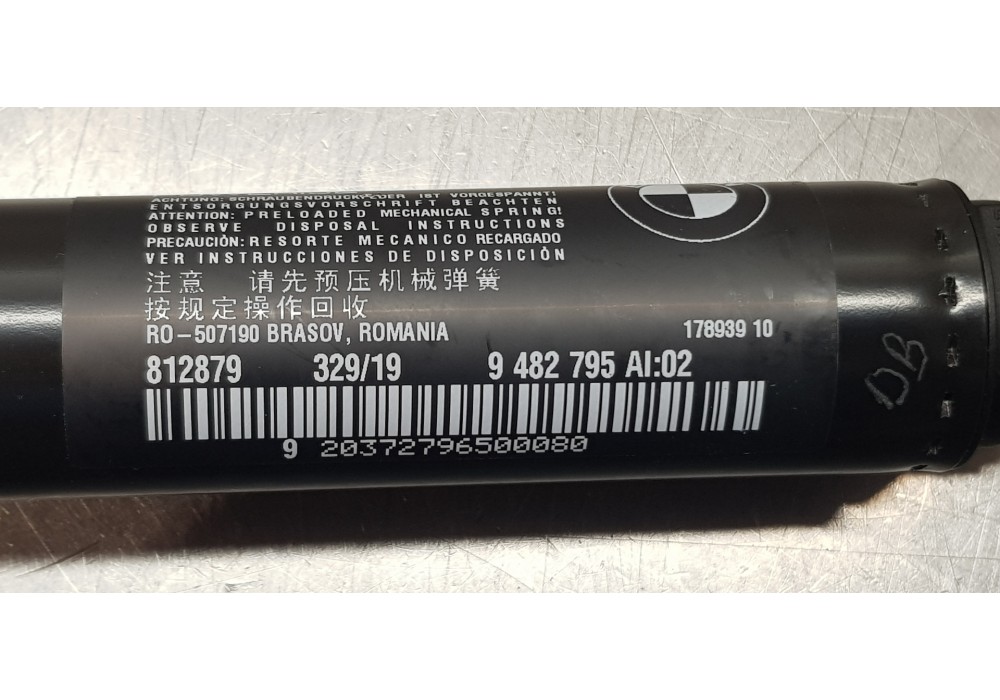 ACHTUNG: SCHRAUBENDRUCKFEDER IST VORGESPANNT!
ENTSORGUNGSVORSCHRIFT BEACHTEN
ATTENTION: PRELOADED MECHANICAL SPRING!
OBSERVE DISPOSAL INSTRUCTIONS
PRECAUCIÓN: RESORTE MECANICO RECARGADO
VER INSTRUCCIONES DE DISPOSICIÒN
注意 请先预压机械弹簧
按规定操作回收
RO-507190 BRASOV, ROMANIA 178939 10
812879 329/19 9 482 795 AI:02
9 20372796500080
DB